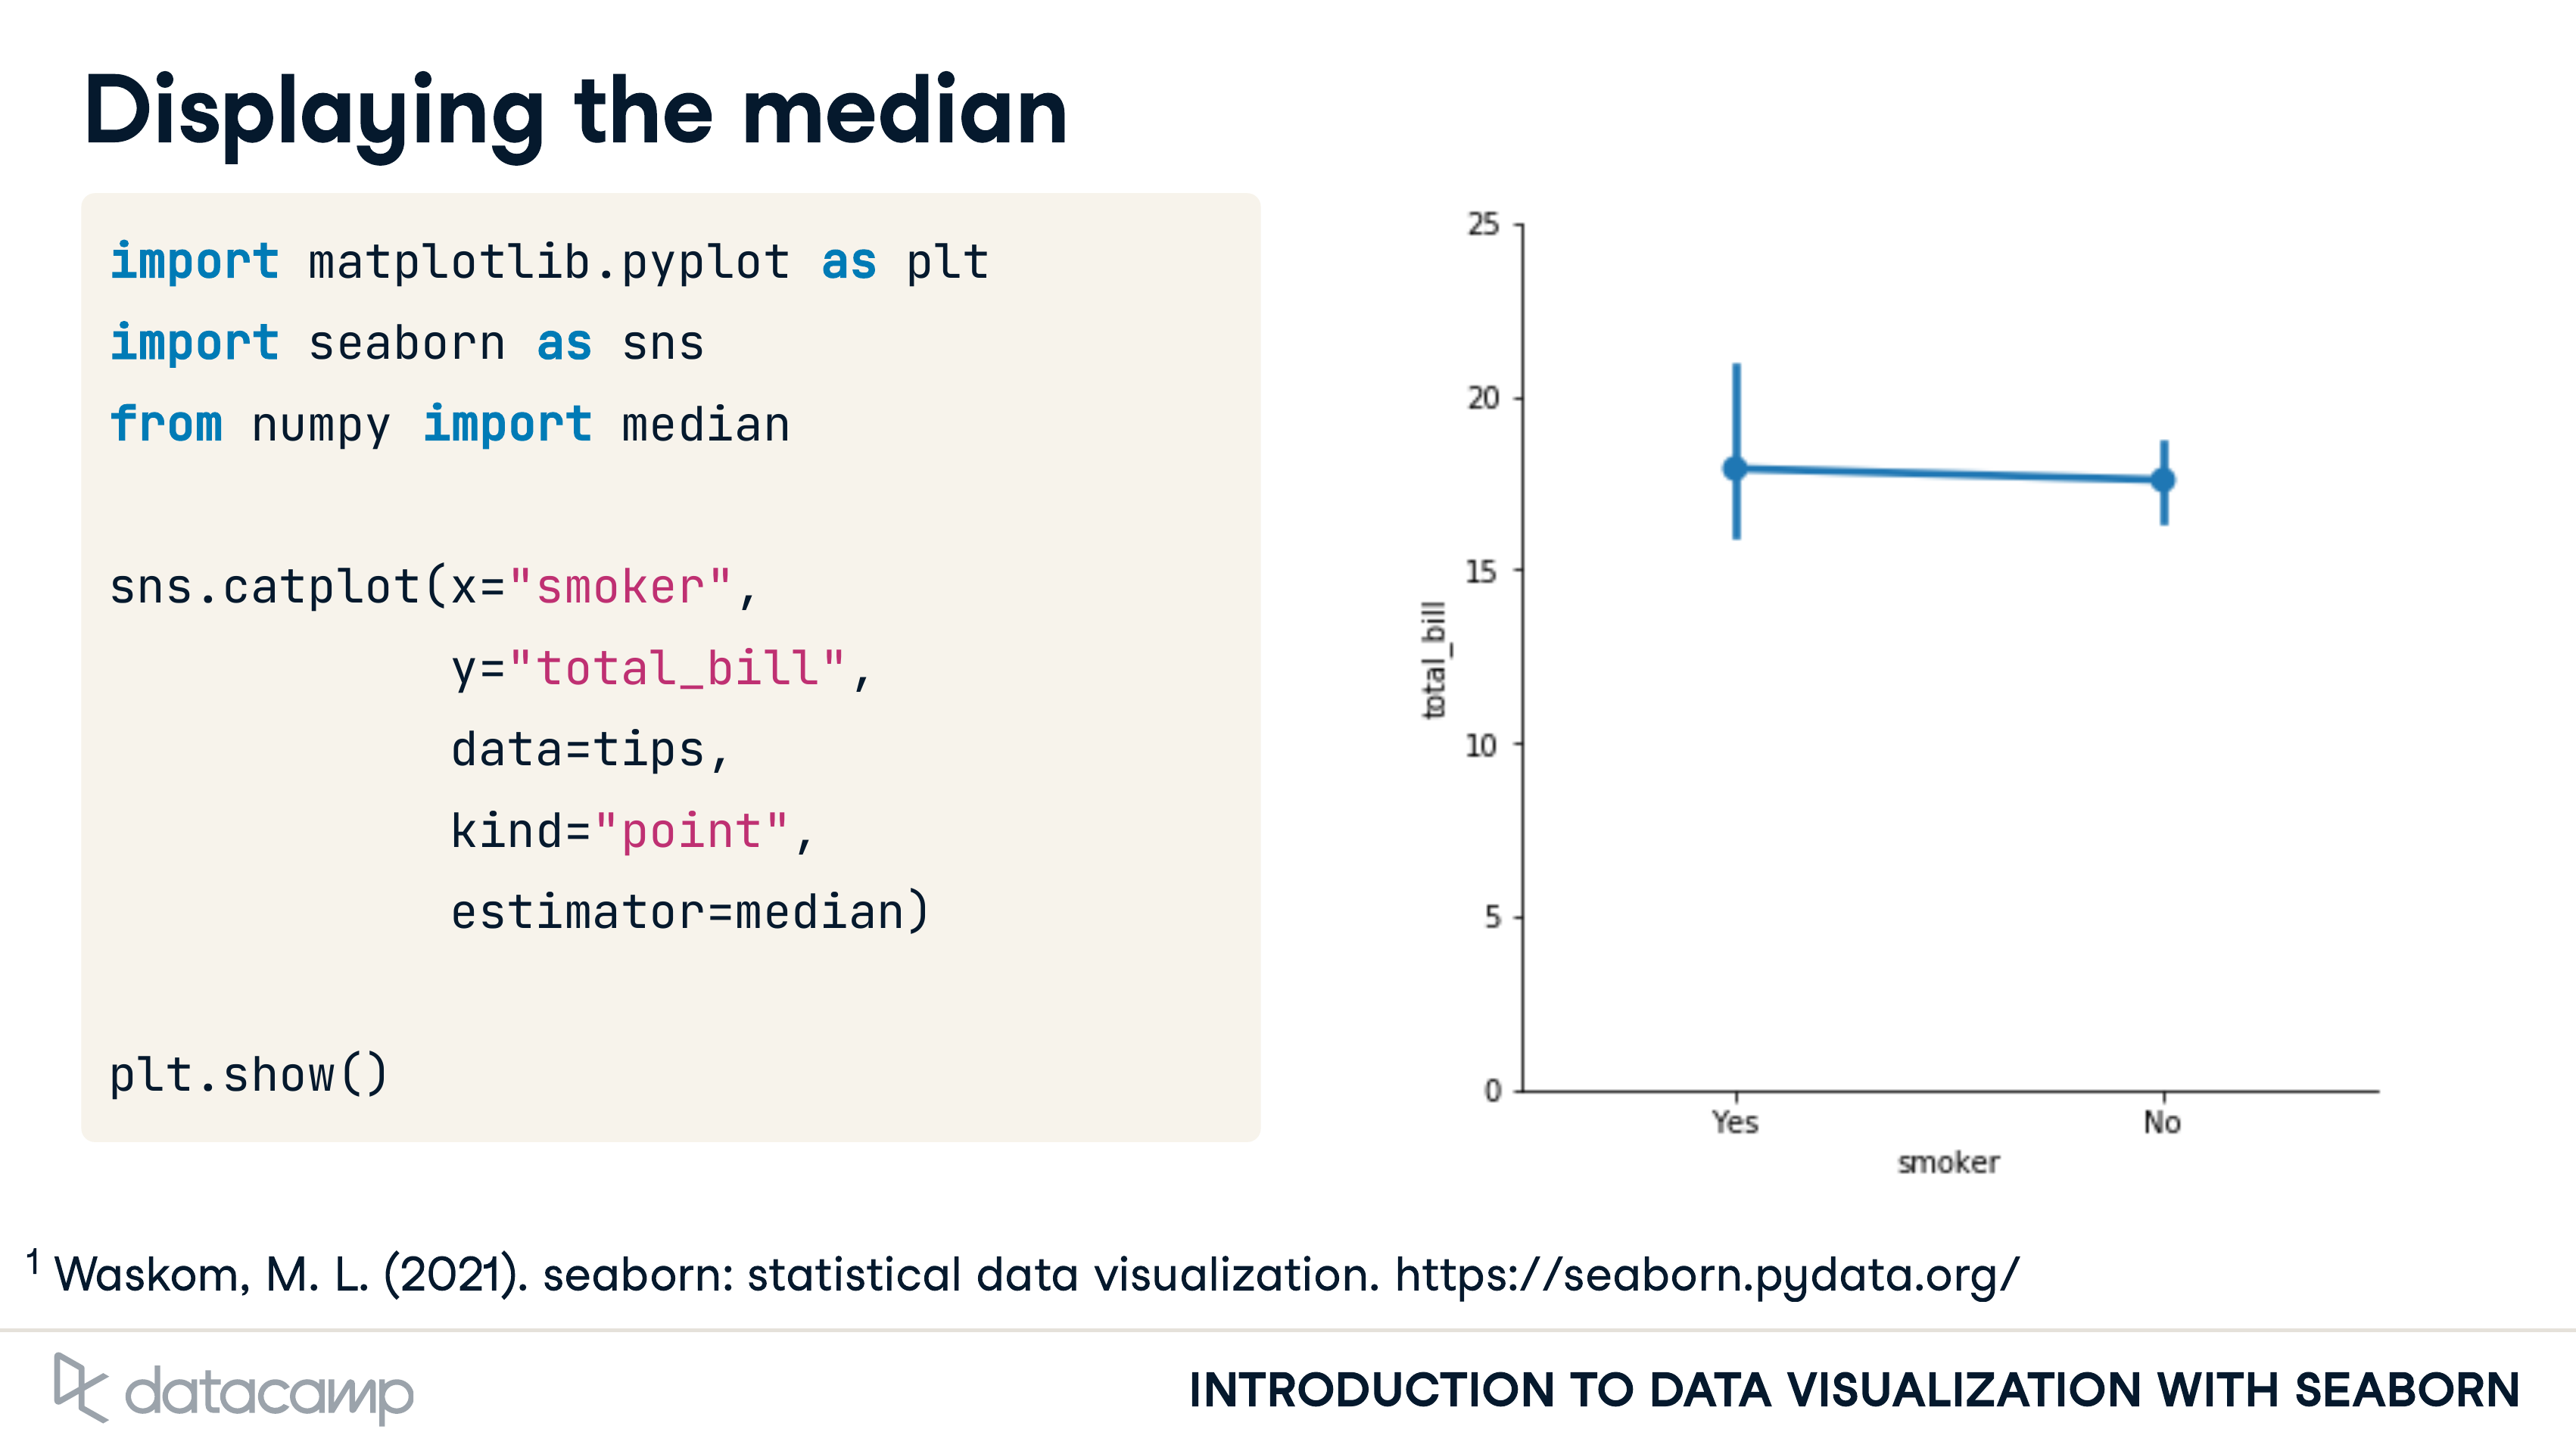 Displaying the median
import matplotlib.pyplot as plt
import seaborn as sns
from numpy import median
sns.catplot(x="smoker",
y="total_bill",
data=tips,
kind="point",
estimator=median)
plt.show()
25
20
15
10
5
0
total_bill
Yes No
smoker
1 Waskom, M. L. (2021). seaborn: statistical data visualization. https://seaborn.pydata.org/
datacamp
INTRODUCTION TO DATA VISUALIZATION WITH SEABORN